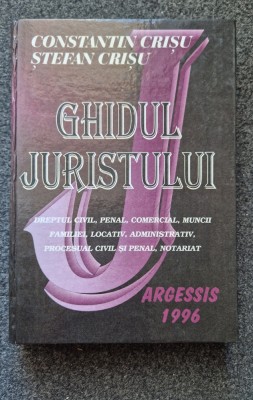 CONSTANTIN CRIȘU
ȘTEFAN CRIȘU
GHIDUL
JURISTULUI
DREPTUL CIVIL, PENAL, COMERCIAL, MUNCII
FAMILIEI, LOCATIV, ADMINISTRATIV,
PROCESUAL CIVIL ȘI PENAL, NOTARIAT
ARGESSIS
1996